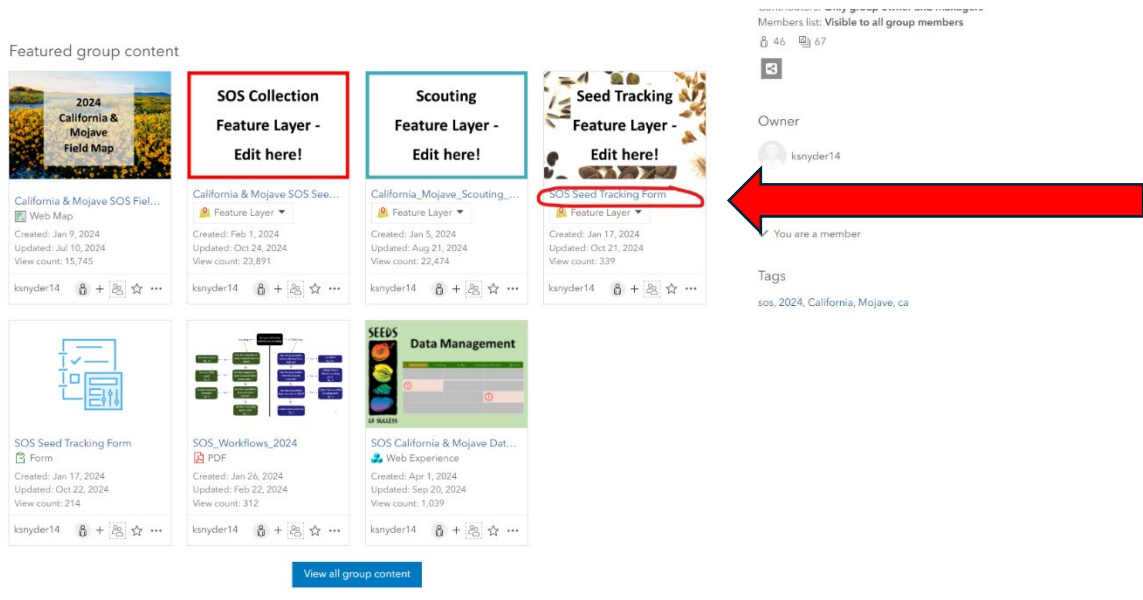 Contributors: Only group owner and managers
Members list: Visible to all group members
46 67
Featured group content
2024
California &
Mojave
Field Map
California & Mojave SOS Fiel...
Web Map
Created: Jan 9, 2024
Updated: Jul 10, 2024
View count: 15,745
ksnyder14
SOS Collection
Feature Layer -
Edit here!
California & Mojave SOS See...
Feature Layer
Created: Feb 1, 2024
Updated: Oct 24, 2024
View count: 23,891
ksnyder14
Scouting
Feature Layer -
Edit here!
California_Mojave_Scouting_...
Feature Layer
Created: Jan 5, 2024
Updated: Aug 21, 2024
View count: 22,474
ksnyder14
Seed Tracking
Feature Layer -
Edit here!
SOS Seed Tracking Form
Feature Layer
Created: Jan 17, 2024
Updated: Oct 21, 2024
View count: 339
ksnyder14
Owner
ksnyder14
You are a member
Tags
sos, 2024, California, Mojave, ca
SOS Seed Tracking Form
Form
Created: Jan 17, 2024
Updated: Oct 22, 2024
View count: 214
ksnyder14
SOS_Workflows_2024
PDF
Created: Jan 26, 2024
Updated: Feb 22, 2024
View count: 312
ksnyder14
SEEDS
OF SUCCESS
Data Management
SOS California & Mojave Dat...
Web Experience
Created: Apr 1, 2024
Updated: Sep 20, 2024
View count: 1,039
ksnyder14
View all group content